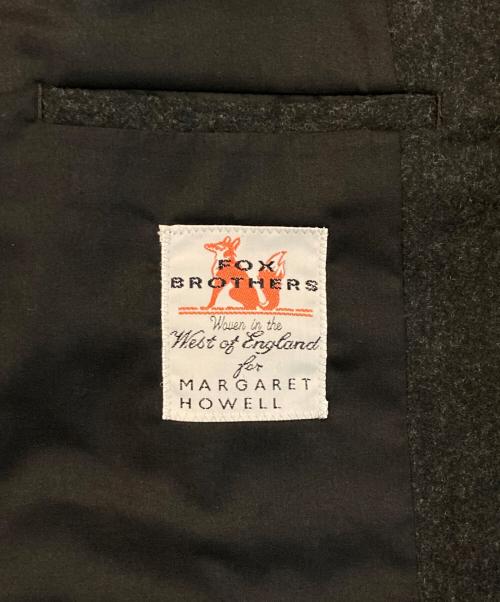 FOX
BROTHERS
Woven in the
West of England
for
MARGARET
HOWELL